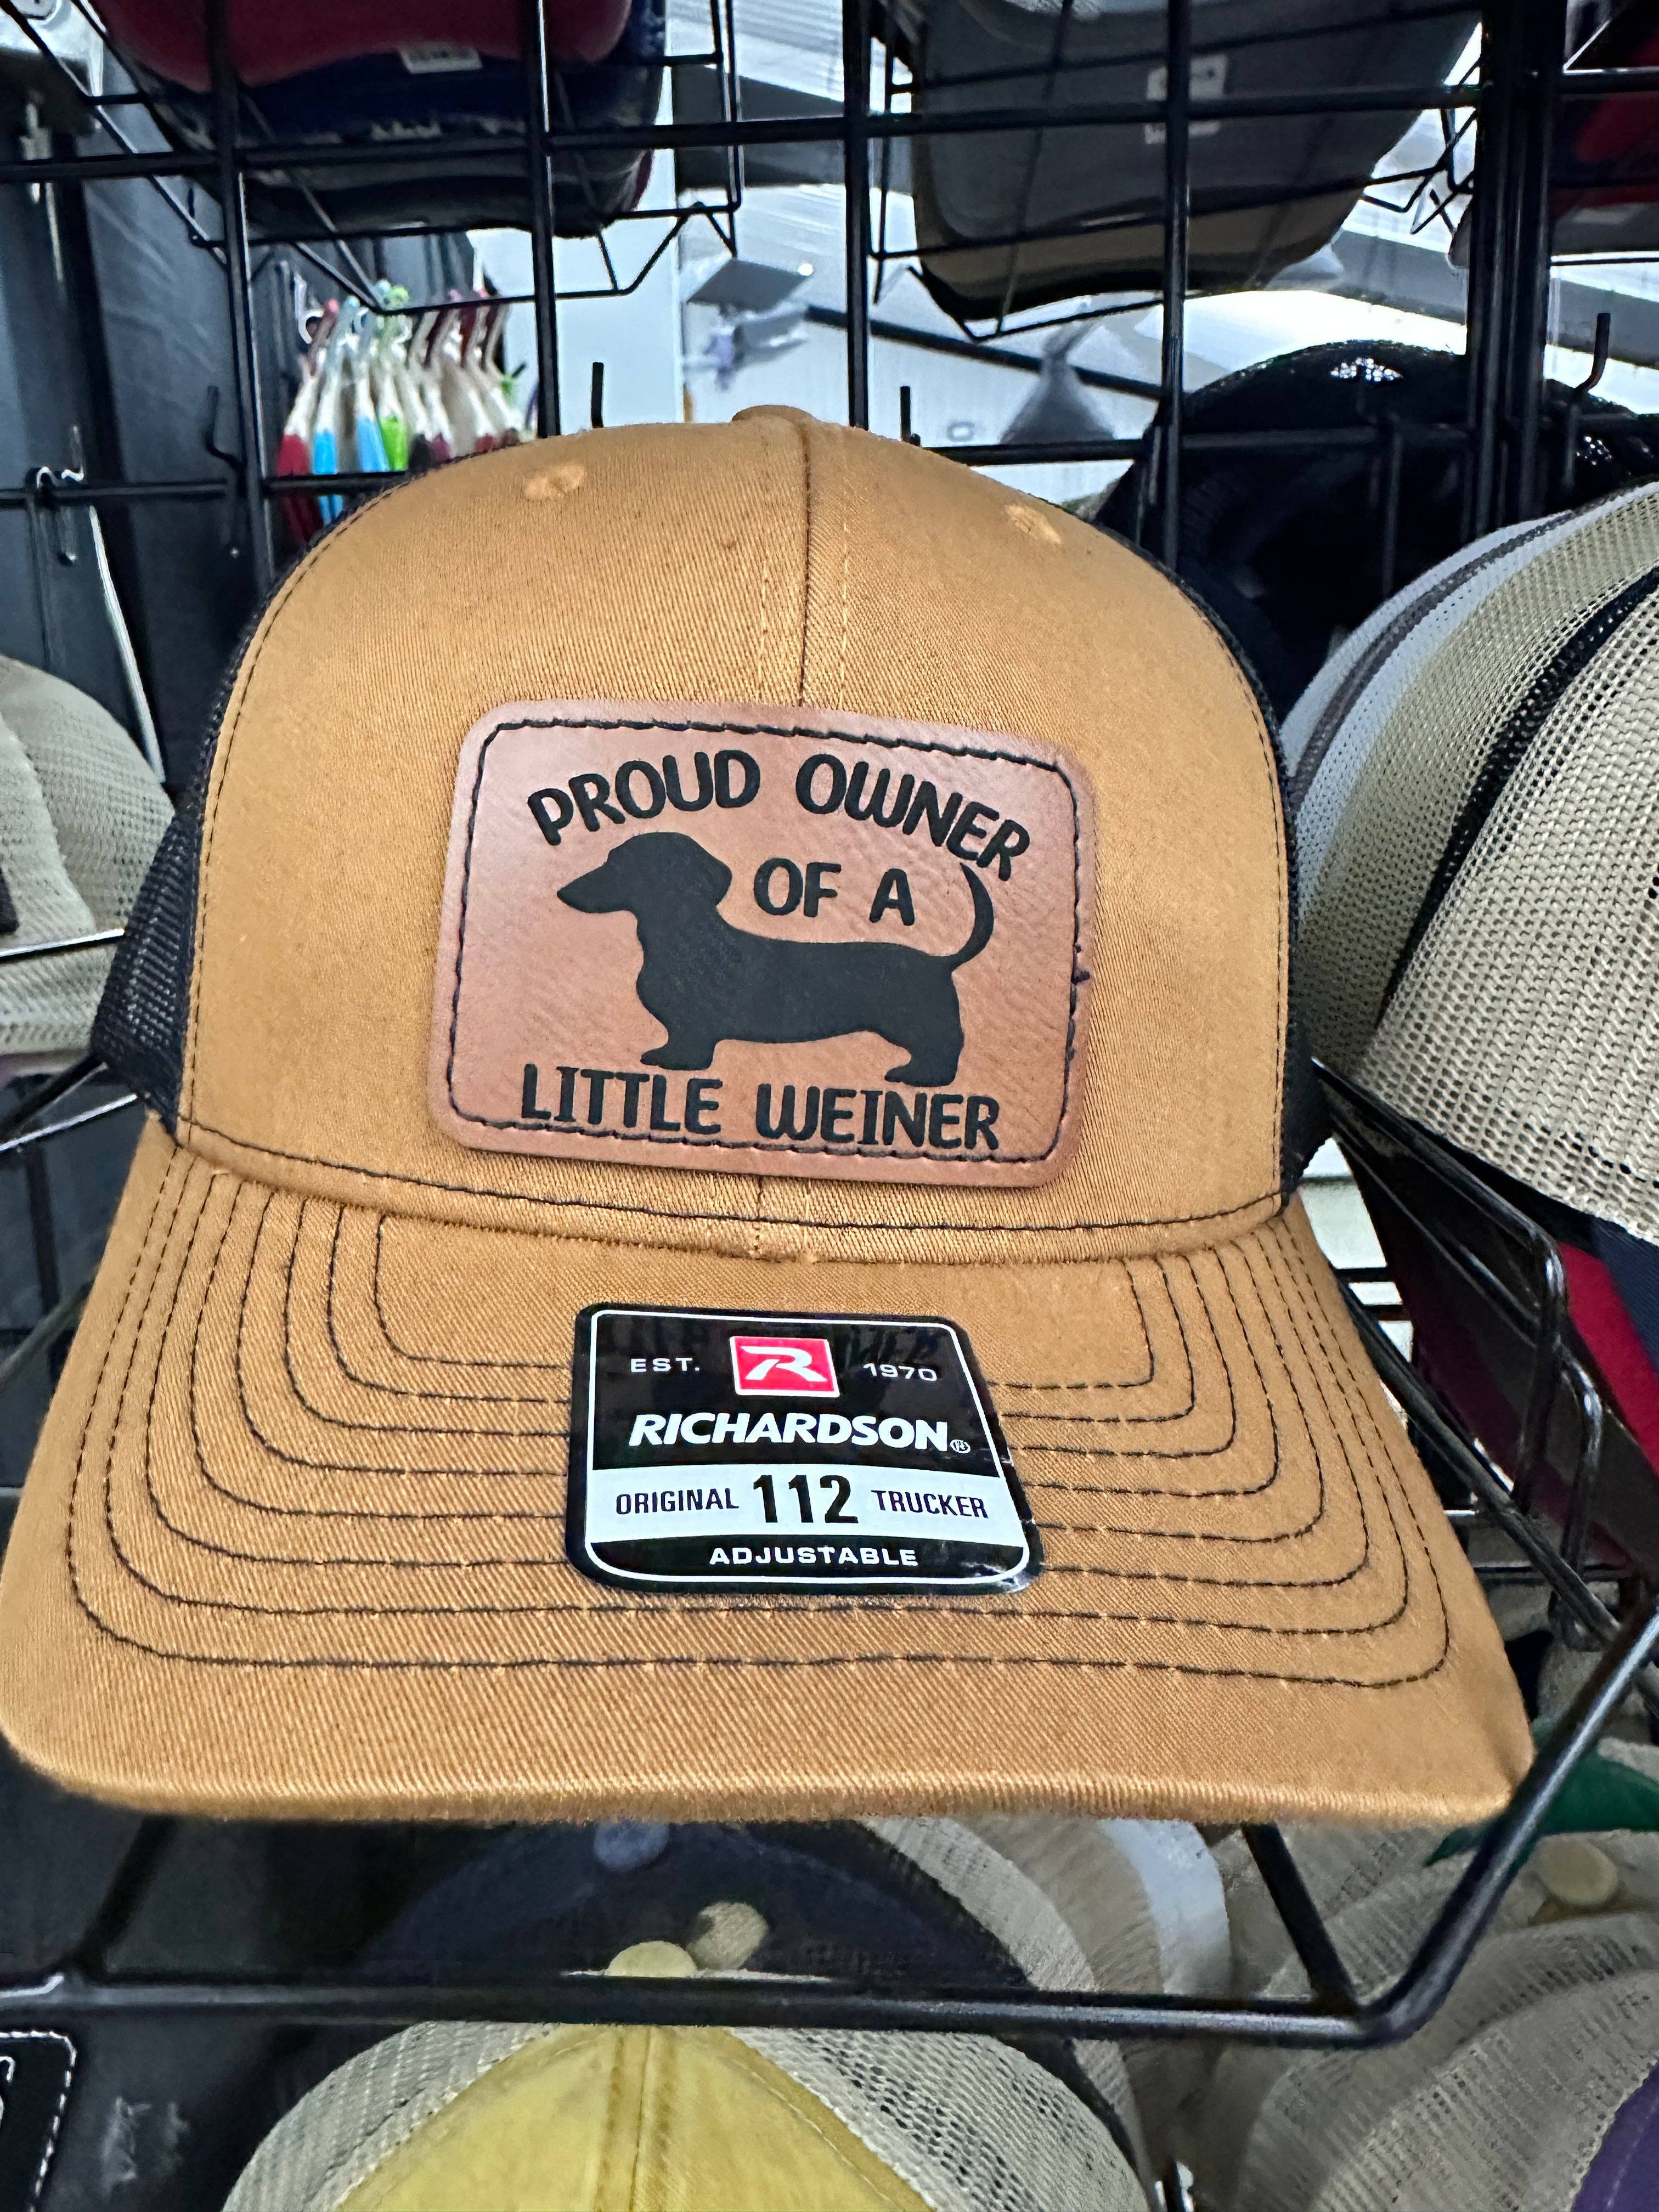 PROUD OWNER
OF A
LITTLE WEINER
EST. R 1970
RICHARDSON®
ORIGINAL 112 TRUCKER
ADJUSTABLE